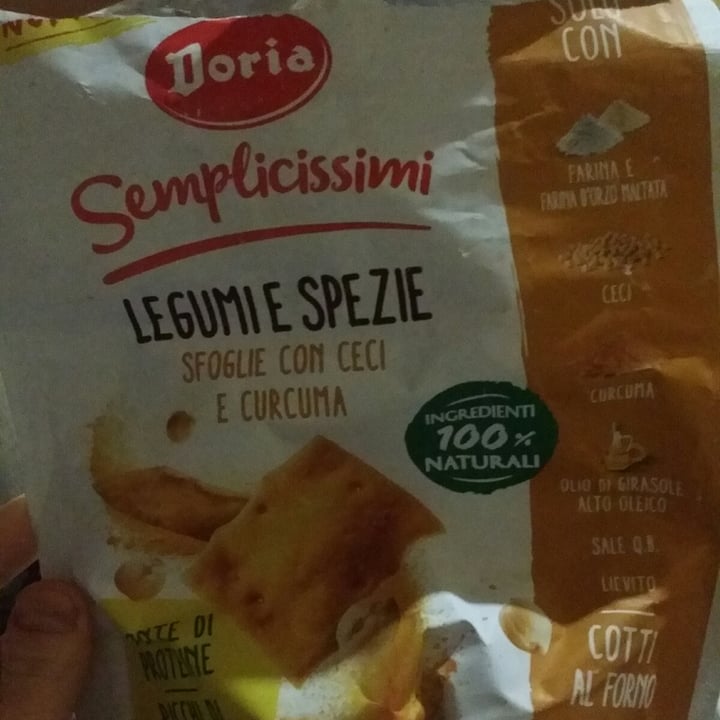 Doria
Semplicissimi
LEGUMI E SPEZIE
SFOGLIE CON CECI
E CURCUMA
INGREDIENTI
100%
NATURALI
DI
PROTEINE
SOLO
CON
FARINA E
FARINA D'ORZO MALTATA
CECI
CURCUMA
OLIO DI GIRASOLE
ALTO OLEICO
SALE Q.B.
LIEVITO
COTTI
AL FORNO